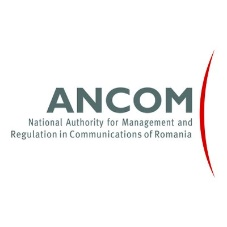 ANCOM
National Authority for Management and
Regulation in Communications of Romania